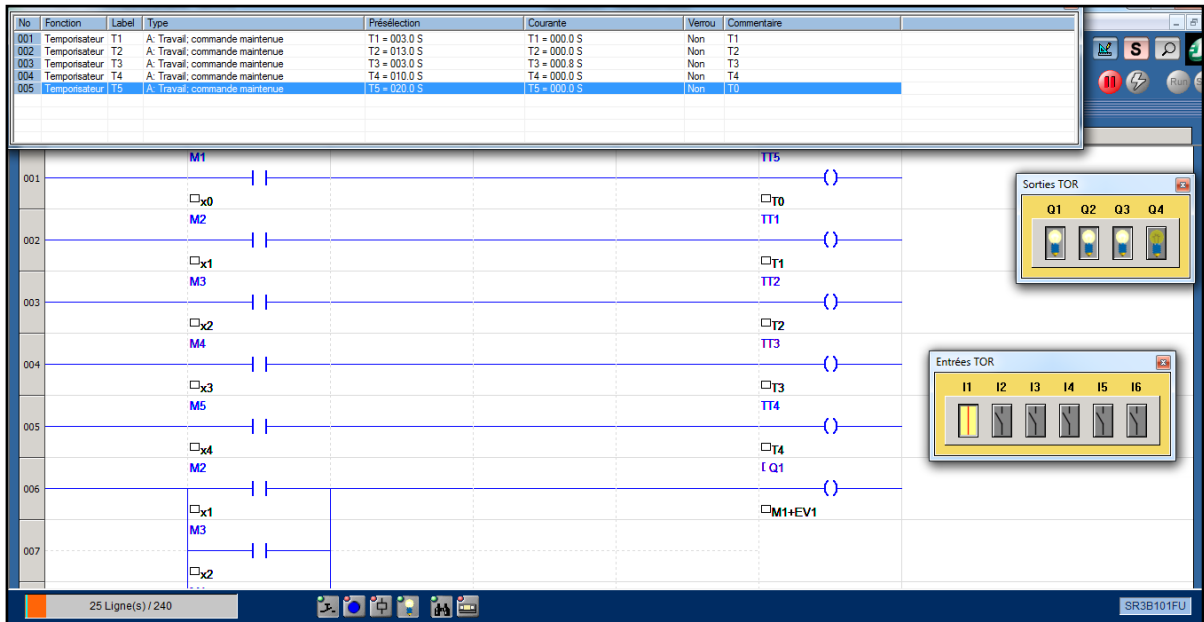 No Fonction Label Type Présélection Courante Verrou Commentaire
001 Temporisateur T1 A: Travail; commande maintenue T1 = 003.0 S T1 = 000.0 S Non T1
002 Temporisateur T2 A: Travail; commande maintenue T2 = 013.0 S T2 = 000.0 S Non T2
003 Temporisateur T3 A: Travail; commande maintenue T3 = 003.0 S T3 = 000.8 S Non T3
004 Temporisateur T4 A: Travail; commande maintenue T4 = 010.0 S T4 = 000.0 S Non T4
005 Temporisateur T5 A: Travail; commande maintenue T5 = 020.0 S T5 = 000.0 S Non T0
S
Run
M1 TT5
001
x0 T0
M2 TT1
002
x1 T1
M3 TT2
003
x2 T2
M4 TT3
004
x3 T3
M5 TT4
005
x4 T4
M2 [ Q1
006
x1 M1+EV1
M3
007
x2
Sorties TOR
Q1 Q2 Q3 Q4
Entrées TOR
I1 I2 I3 I4 I5 I6
25 Ligne(s) / 240
SR3B101FU